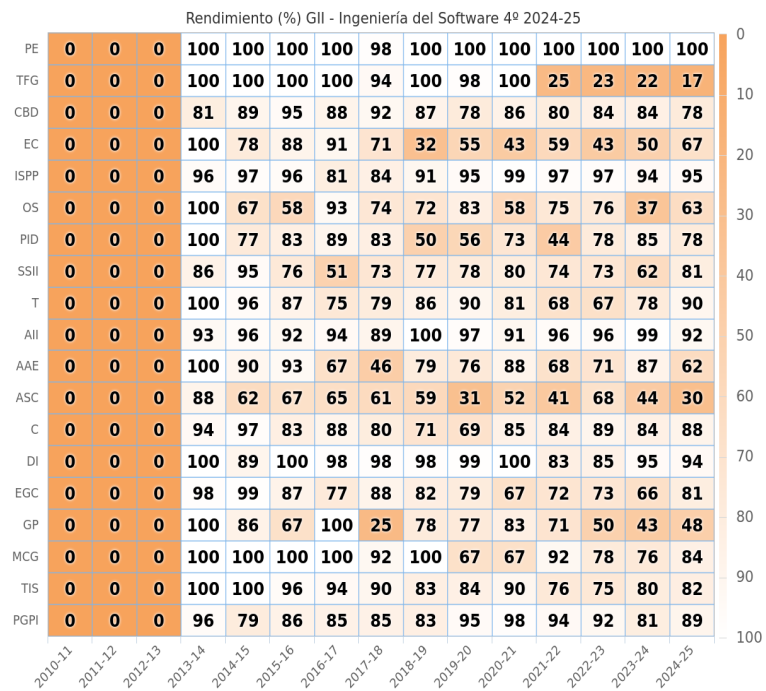 Rendimiento (%) GII - Ingeniería del Software 4º 2024-25
PE 0 0 0 100 100 100 100 98 100 100 100 100 100 100 100
TFG 0 0 0 100 100 100 100 94 100 98 100 25 23 22 17
CBD 0 0 0 81 89 95 88 92 87 78 86 80 84 84 78
EC 0 0 0 100 78 88 91 71 32 55 43 59 43 50 67
ISPP 0 0 0 96 97 96 81 84 91 95 99 97 97 94 95
OS 0 0 0 100 67 58 93 74 72 83 58 75 76 37 63
PID 0 0 0 100 77 83 89 83 50 56 73 44 78 85 78
SSII 0 0 0 86 95 76 51 73 77 78 80 74 73 62 81
T 0 0 0 100 96 87 75 79 86 90 81 68 67 78 90
AII 0 0 0 93 96 92 94 89 100 97 91 96 96 99 92
AAE 0 0 0 100 90 93 67 46 79 76 88 68 71 87 62
ASC 0 0 0 88 62 67 65 61 59 31 52 41 68 44 30
C 0 0 0 94 97 83 88 80 71 69 85 84 89 84 88
DI 0 0 0 100 89 100 98 98 98 99 100 83 85 95 94
EGC 0 0 0 98 99 87 77 88 82 79 67 72 73 66 81
GP 0 0 0 100 86 67 100 25 78 77 83 71 50 43 48
MCG 0 0 0 100 100 100 100 92 100 67 67 92 78 76 84
TIS 0 0 0 100 100 96 94 90 83 84 90 76 75 80 82
PGPI 0 0 0 96 79 86 85 85 83 95 98 94 92 81 89
2010-11 2011-12 2012-13 2013-14 2014-15 2015-16 2016-17 2017-18 2018-19 2019-20 2020-21 2021-22 2022-23 2023-24 2024-25
0
10
20
30
40
50
60
70
80
90
100